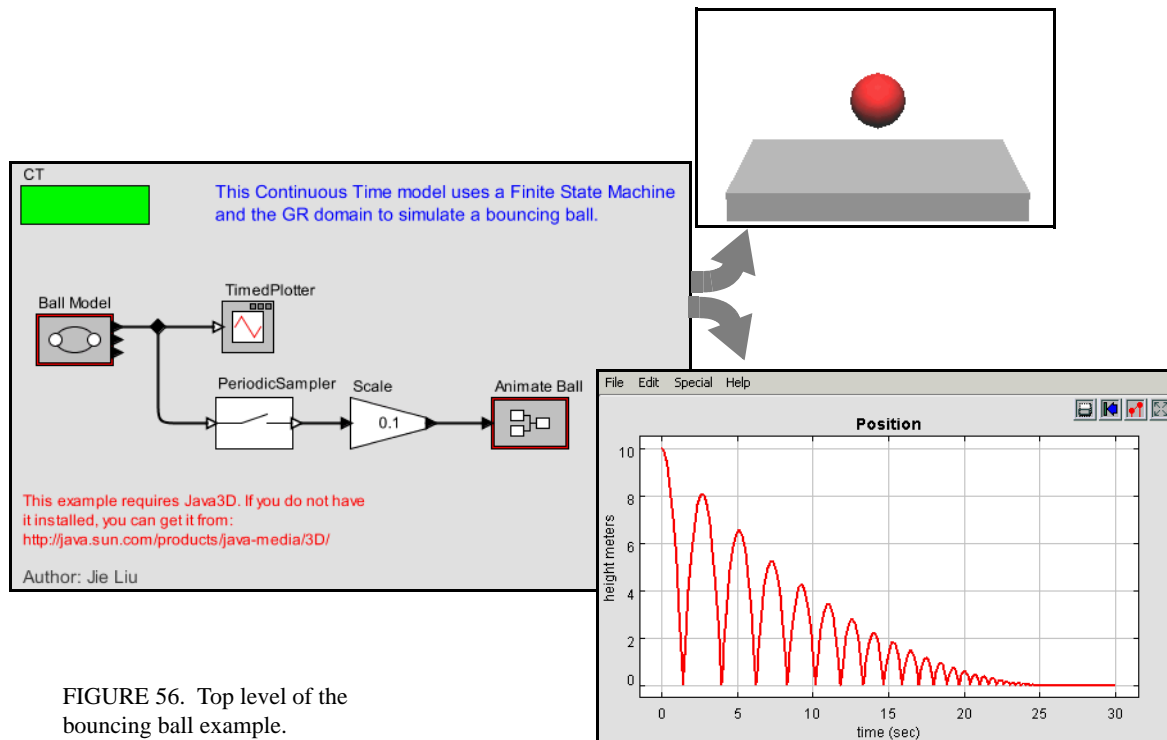 CT
This Continuous Time model uses a Finite State Machine
and the GR domain to simulate a bouncing ball.
Ball Model
TimedPlotter
PeriodicSampler
Scale
0.1
Animate Ball
This example requires Java3D. If you do not have
it installed, you can get it from:
http://java.sun.com/products/java-media/3D/
Author: Jie Liu
File Edit Special Help
Position
height meters
10
8
6
4
2
0
0 5 10 15 20 25 30
time (sec)
FIGURE 56. Top level of the
bouncing ball example.